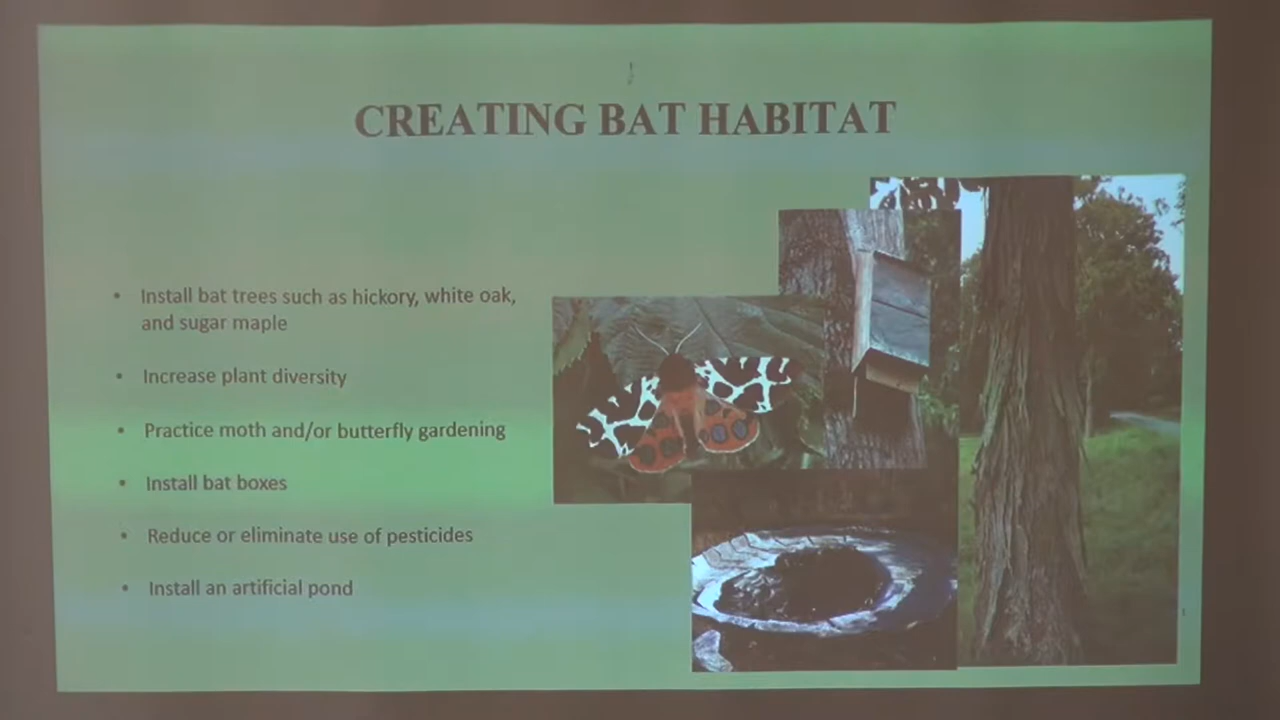 CREATING BAT HABITAT
• Install bat trees such as hickory, white oak,
and sugar maple
• Increase plant diversity
• Practice moth and/or butterfly gardening
• Install bat boxes
• Reduce or eliminate use of pesticides
• Install an artificial pond